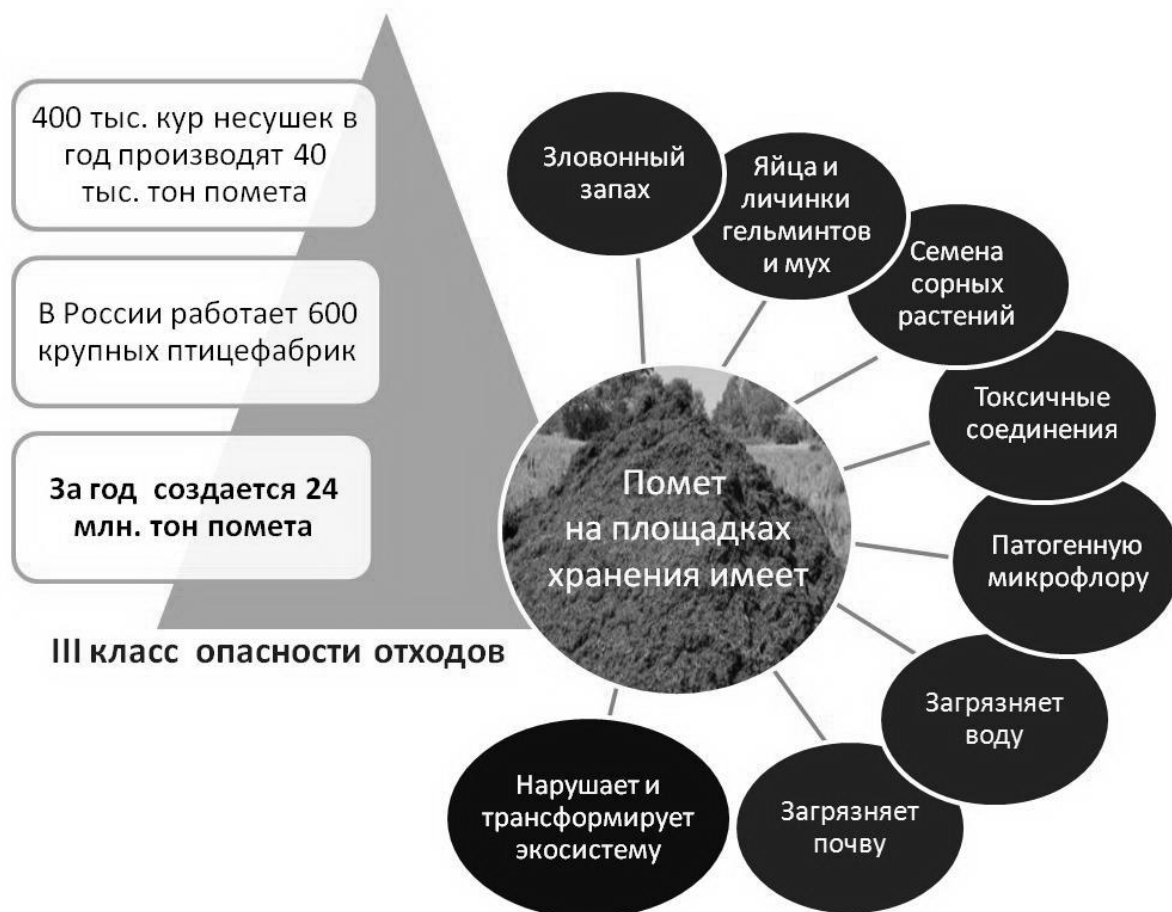 400 тыс. кур несушек в
год производят 40
тыс. тон помета
В России работает 600
крупных птицефабрик
За год создается 24
млн. тон помета
III класс опасности отходов
Помет
на площадках
хранения имеет
Зловонный
запах
Яйца и
личинки
гельминтов
и мух
Семена
сорных
растений
Токсичные
соединения
Патогенную
микрофлору
Загрязняет
воду
Загрязняет
почву
Нарушает и
трансформирует
экосистему